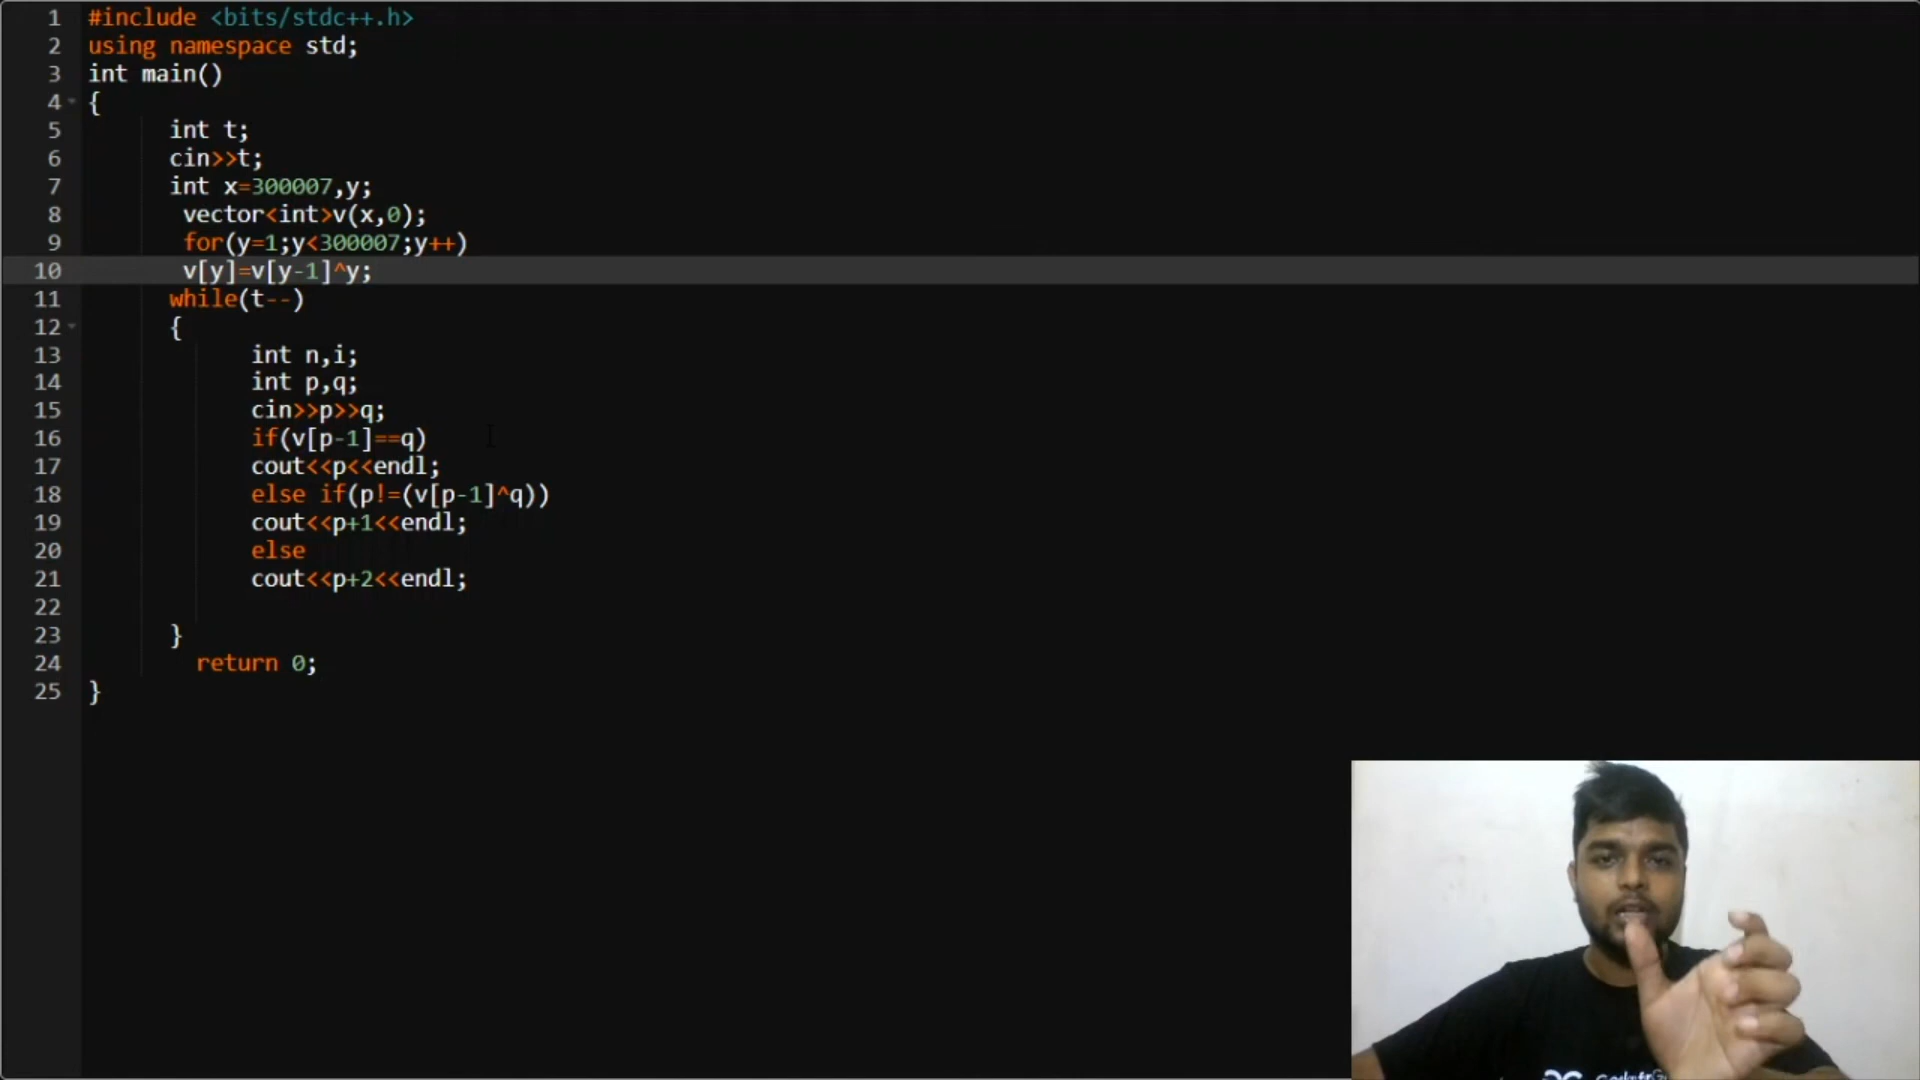 1 #include <bits/stdc++.h>
2 using namespace std;
3 int main()
4 {
5 int t;
6 cin>>t;
7 int x=300007,y;
8 vector<int>v(x,0);
9 for(y=1;y<300007;y++)
10 v[y]=v[y-1]^y;
11 while(t--)
12 {
13 int n,i;
14 int p,q;
15 cin>>p>>q;
16 if(v[p-1]==q)
17 cout<<p<<endl;
18 else if(p!=(v[p-1]^q))
19 cout<<p+1<<endl;
20 else
21 cout<<p+2<<endl;
22
23 }
24 return 0;
25 }